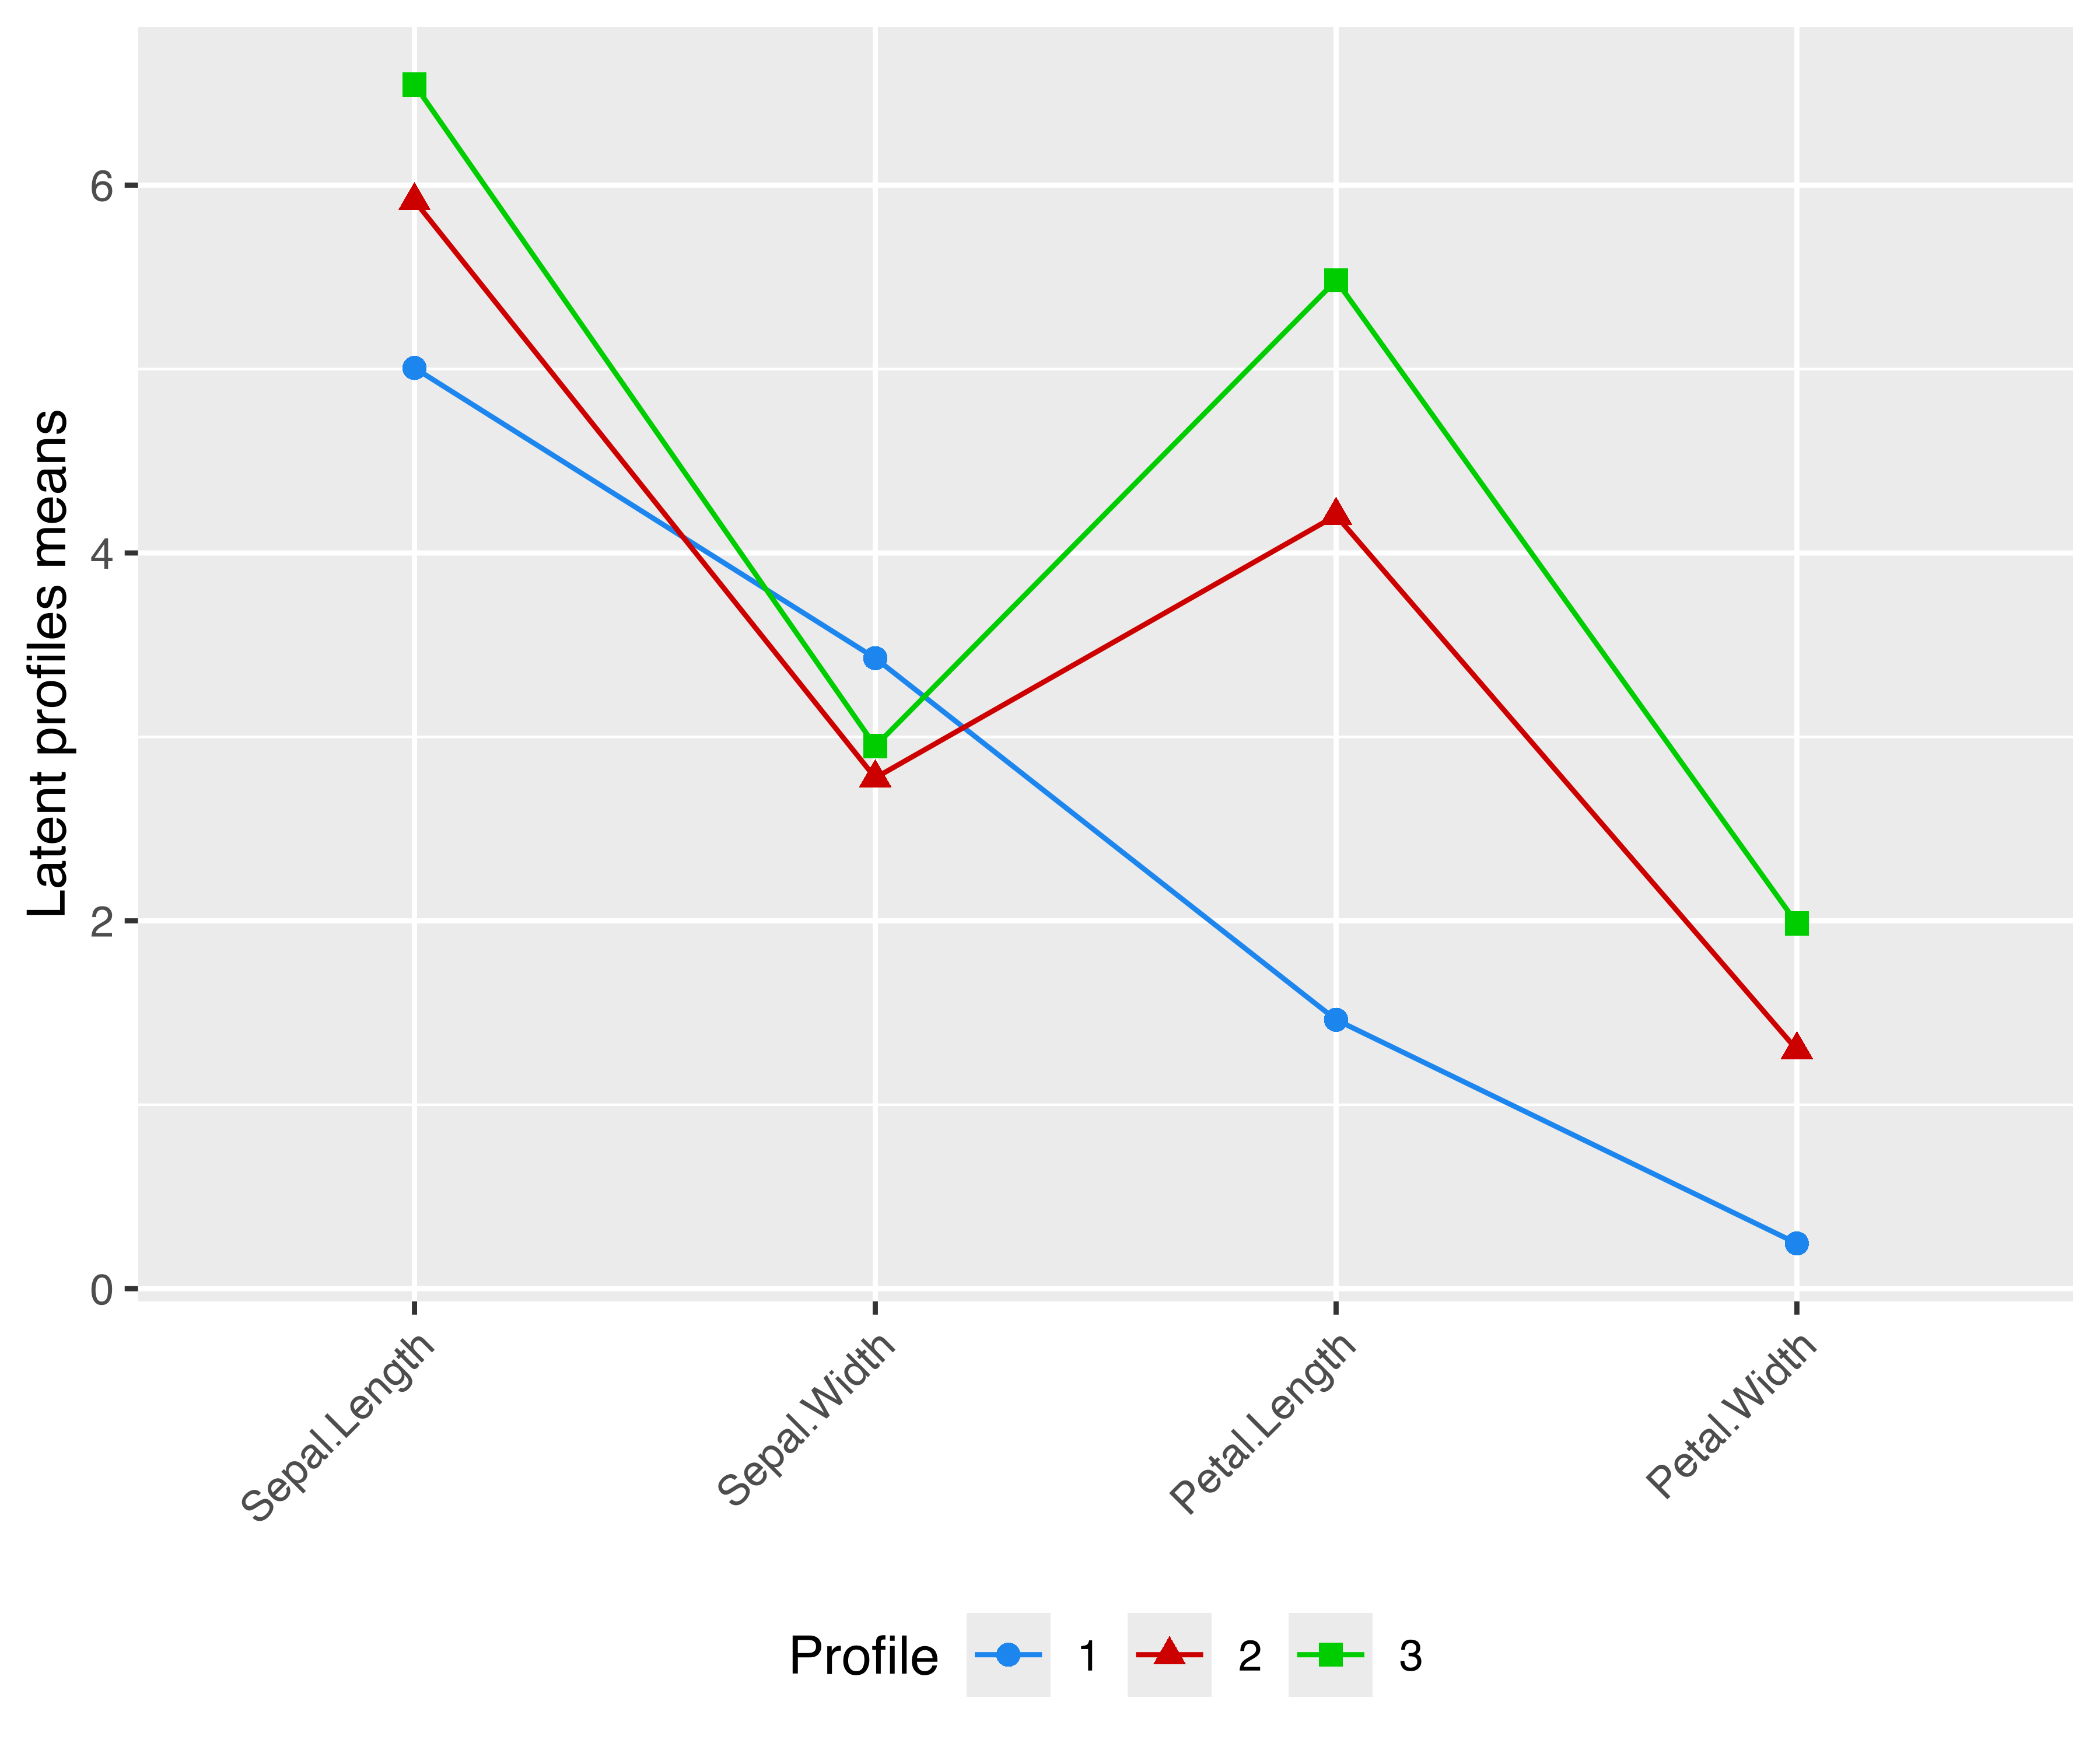 Latent profiles means
6
4
2
0
Sepal.Length
Sepal.Width
Petal.Length
Petal.Width
Profile 1 2 3